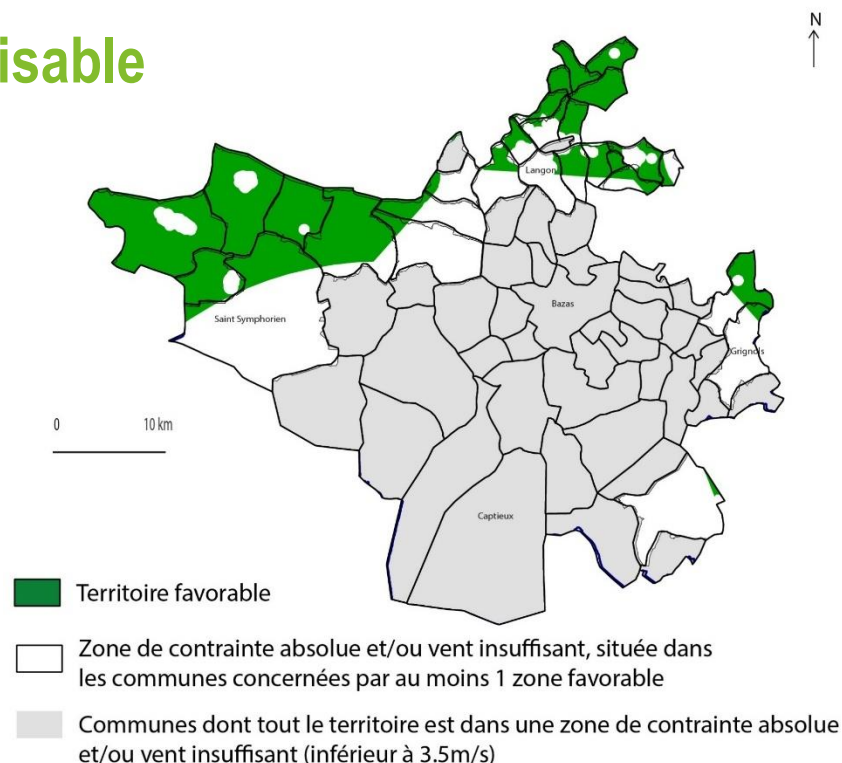 isable
N
Langon
Saint Symphorien
Bazas
Grignols
0 10 km
Captieux
Territoire favorable
Zone de contrainte absolue et/ou vent insuffisant, située dans
les communes concernées par au moins 1 zone favorable
Communes dont tout le territoire est dans une zone de contrainte absolue
et/ou vent insuffisant (inférieur à 3.5m/s)